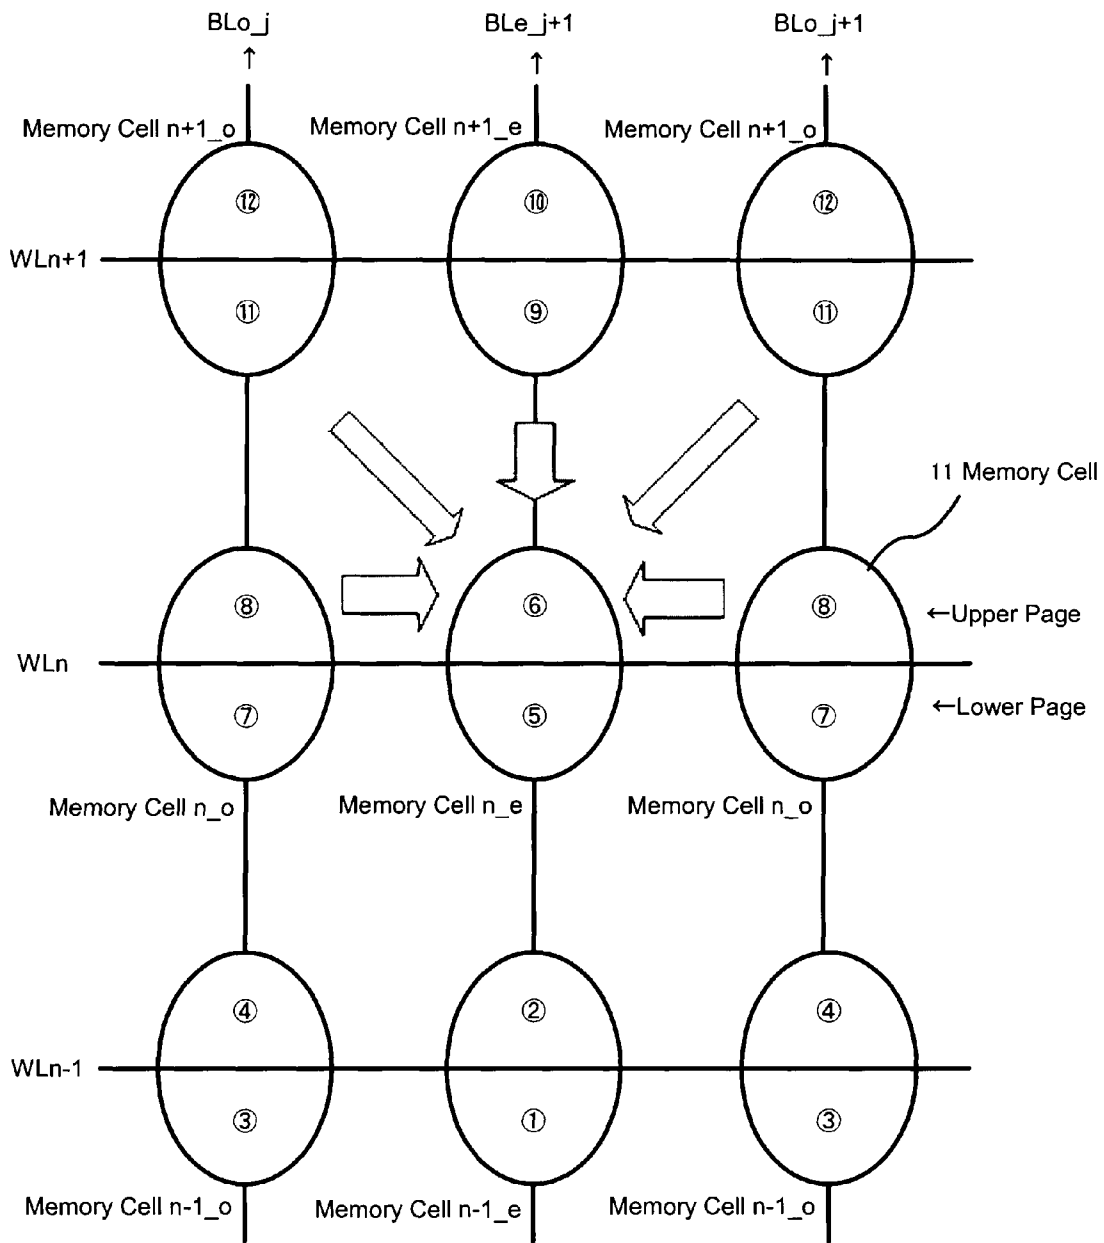 BLo_j BLe_j+1 BLo_j+1
↑ ↑ ↑
Memory Cell n+1_o Memory Cell n+1_e Memory Cell n+1_o
⑫ ⑩ ⑫
WLn+1
⑪ ⑨ ⑪
11 Memory Cell
⑧ ⑥ ⑧
←Upper Page
WLn
⑦ ⑤ ⑦
←Lower Page
Memory Cell n_o Memory Cell n_e Memory Cell n_o
④ ② ④
WLn-1
③ ① ③
Memory Cell n-1_o Memory Cell n-1_e Memory Cell n-1_o